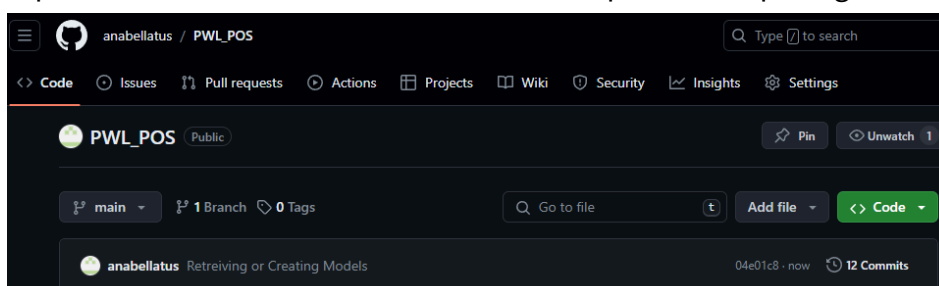 anabellatus / PWL_POS
Type / to search
Code Issues Pull requests Actions Projects Wiki Security Insights Settings
PWL_POS Public
Pin Unwatch 1
main 1 Branch 0 Tags
Go to file t
Add file Code
anabellatus Retreiving or Creating Models
04e01c8 · now 12 Commits